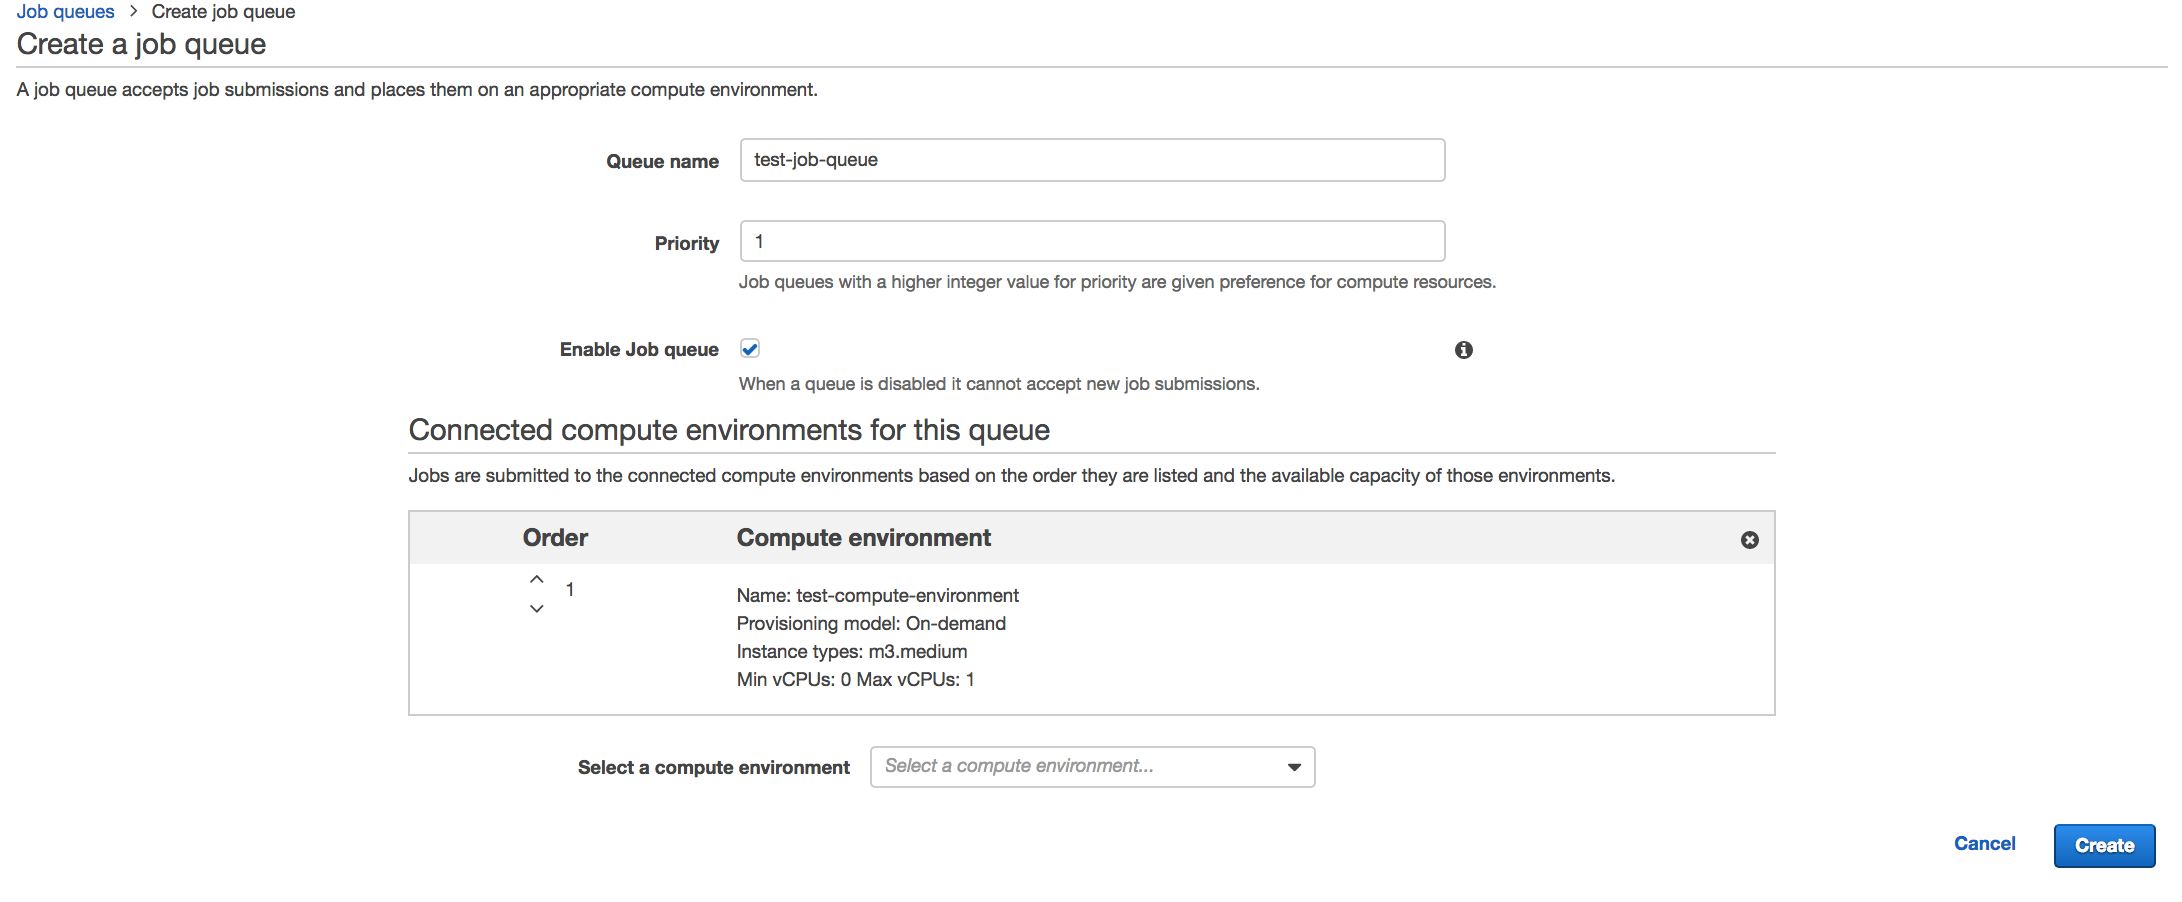 Job queues > Create job queue
Create a job queue
A job queue accepts job submissions and places them on an appropriate compute environment.
Queue name test-job-queue
Priority 1
Job queues with a higher integer value for priority are given preference for compute resources.
Enable Job queue
When a queue is disabled it cannot accept new job submissions.
Connected compute environments for this queue
Jobs are submitted to the connected compute environments based on the order they are listed and the available capacity of those environments.
Order Compute environment
1
Name: test-compute-environment
Provisioning model: On-demand
Instance types: m3.medium
Min vCPUs: 0 Max vCPUs: 1
Select a compute environment Select a compute environment...
Cancel Create